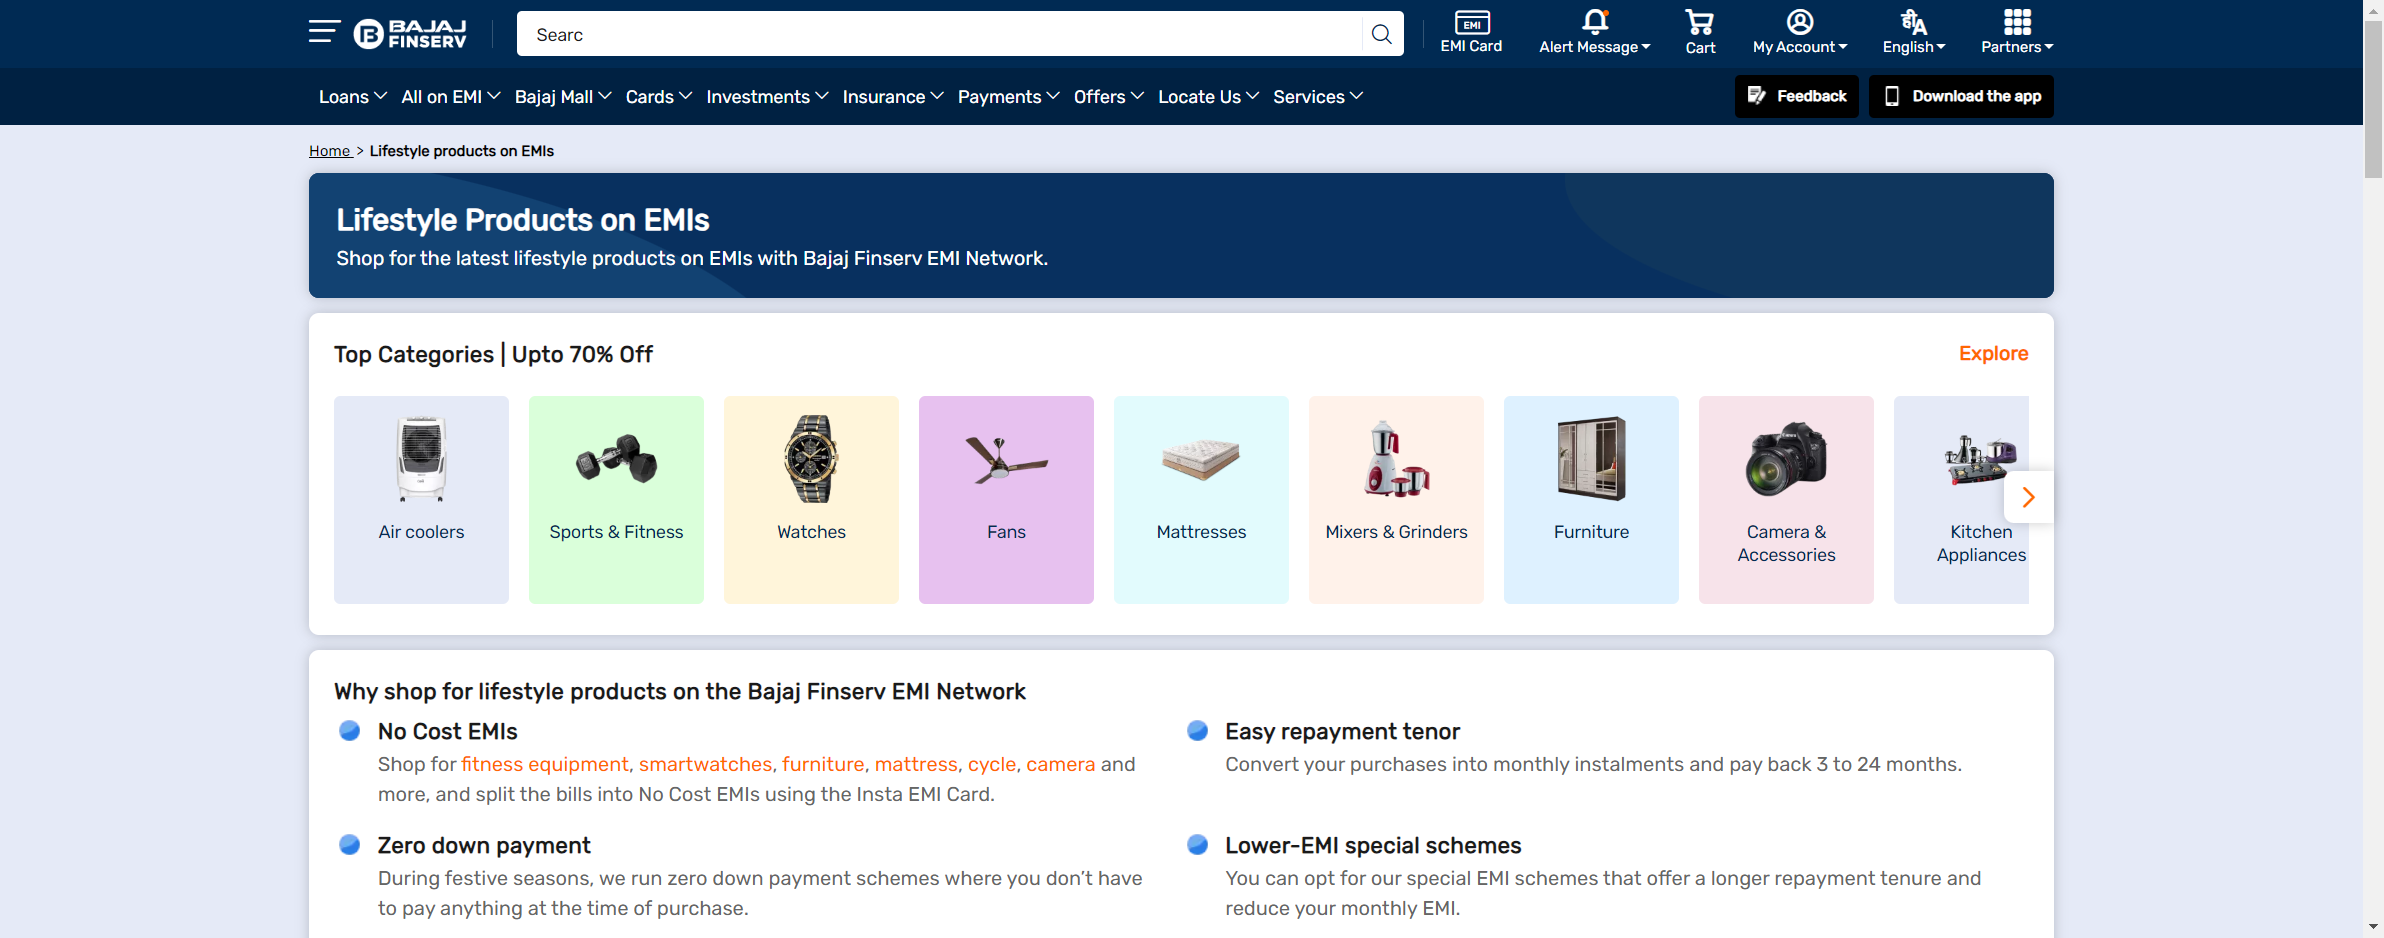 BAJAJ
FINSERV
Searc
EMI
EMI Card
Alert Message
Cart
My Account
हीA
English
Partners
Loans All on EMI Bajaj Mall Cards Investments Insurance Payments Offers Locate Us Services
Feedback
Download the app
Home > Lifestyle products on EMIs
Lifestyle Products on EMIs
Shop for the latest lifestyle products on EMIs with Bajaj Finserv EMI Network.
Top Categories | Upto 70% Off
Explore
Air coolers
Sports & Fitness
Watches
Fans
Mattresses
Mixers & Grinders
Furniture
Camera &
Accessories
Kitchen
Appliances
Why shop for lifestyle products on the Bajaj Finserv EMI Network
No Cost EMIs
Shop for fitness equipment, smartwatches, furniture, mattress, cycle, camera and
more, and split the bills into No Cost EMIs using the Insta EMI Card.
Easy repayment tenor
Convert your purchases into monthly instalments and pay back 3 to 24 months.
Zero down payment
During festive seasons, we run zero down payment schemes where you don’t have
to pay anything at the time of purchase.
Lower-EMI special schemes
You can opt for our special EMI schemes that offer a longer repayment tenure and
reduce your monthly EMI.